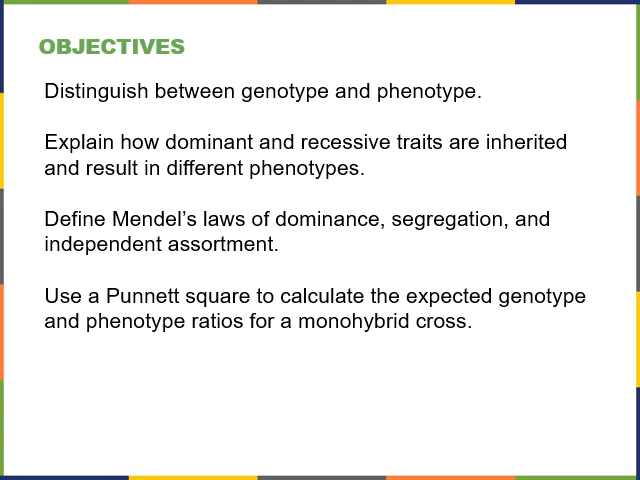 OBJECTIVES
Distinguish between genotype and phenotype.
Explain how dominant and recessive traits are inherited
and result in different phenotypes.
Define Mendel’s laws of dominance, segregation, and
independent assortment.
Use a Punnett square to calculate the expected genotype
and phenotype ratios for a monohybrid cross.